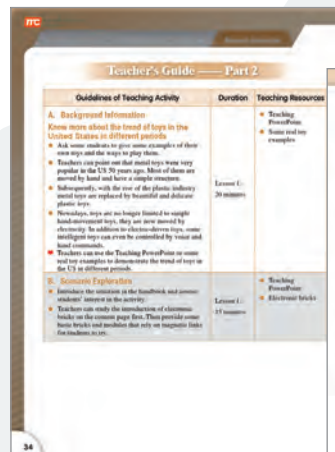 Teacher's Guide —— Part 2
Guidelines of Teaching Activity
Duration
Teaching Resources
A. Background Information
Know more about the trend of toys in the
United States in different periods
Ask some students to give some examples of their
own toys and the ways to play them.
Teachers can point out that metal toys were very
popular in the US 50 years ago. Most of them are
moved by hand and have a simple structure.
Subsequently, with the rise of the plastic industry
metal toys are replaced by beautiful and delicate
plastic toys.
Nowadays, toys are no longer limited to simple
hand-movement toys, they are now moved by
electricity. In addition to electric-driven toys, some
intelligent toys can even be controlled by voice and
hand commands.
Teachers can use the Teaching PowerPoint or some
real toy examples to demonstrate the trend of toys in
the US in different periods.
Lesson 1:
20 minutes
Teaching
PowerPoint
Some real toy
examples
B. Scenario Exploration
Introduce the situation in the handbook and arouse
students' interest in the activity.
Teachers can study the introduction of electronic
bricks on the content page first. Then provide some
basic bricks and modules that rely on magnetic links
for students to try.
Lesson 1:
15 minutes
Teaching
PowerPoint
Electronic bricks
34